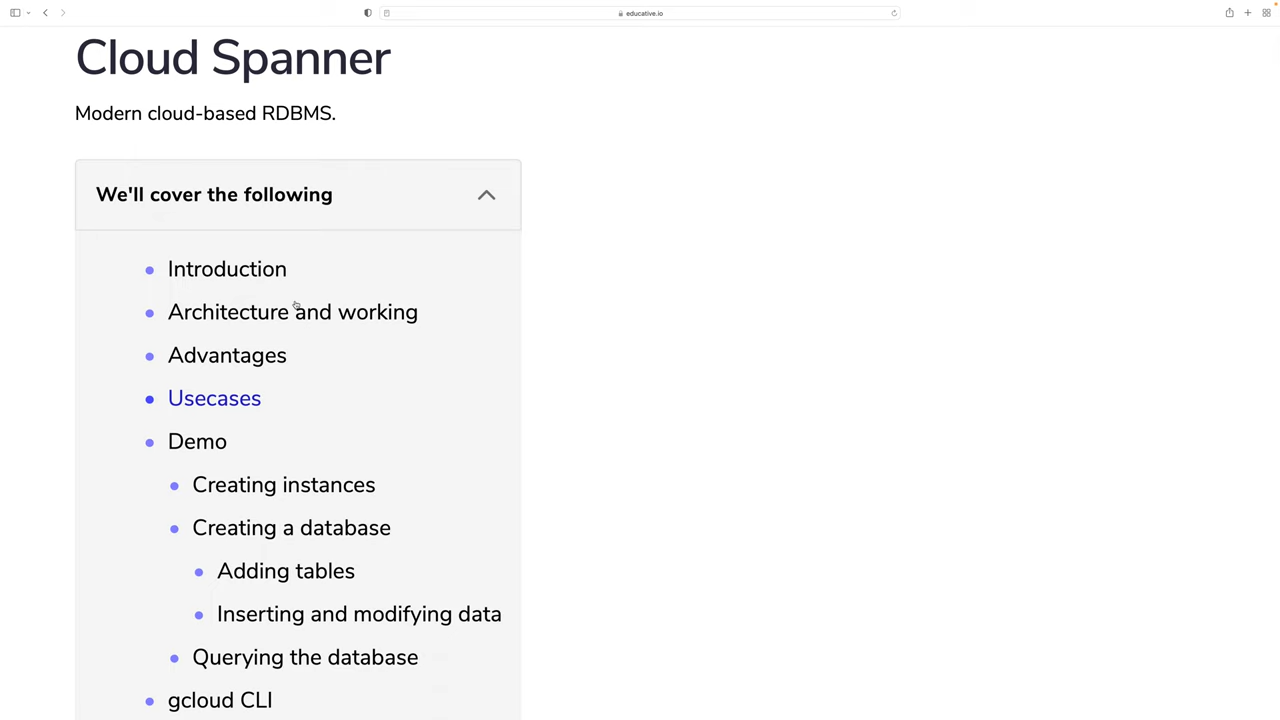 educative.io
Cloud Spanner
Modern cloud-based RDBMS.
We'll cover the following
Introduction
Architecture and working
Advantages
Usecases
Demo
Creating instances
Creating a database
Adding tables
Inserting and modifying data
Querying the database
gcloud CLI